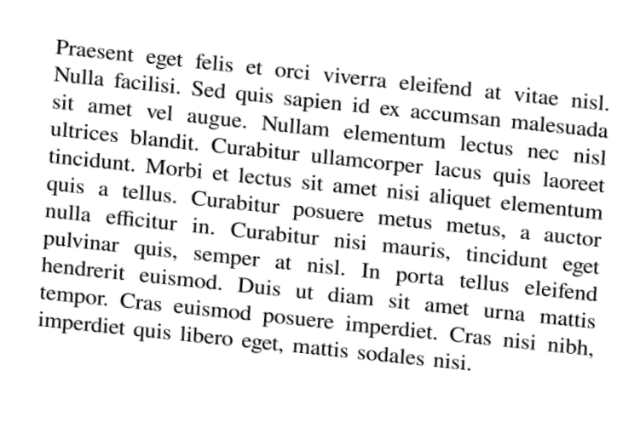 Praesent eget felis et orci viverra eleifend at vitae nisl.
Nulla facilisi. Sed quis sapien id ex accumsan malesuada
sit amet vel augue. Nullam elementum lectus nec nisl
ultrices blandit. Curabitur ullamcorper lacus quis laoreet
tincidunt. Morbi et lectus sit amet nisi aliquet elementum
quis a tellus. Curabitur posuere metus metus, a auctor
nulla efficitur in. Curabitur nisi mauris, tincidunt eget
pulvinar quis, semper at nisl. In porta tellus eleifend
hendrerit euismod. Duis ut diam sit amet urna mattis
tempor. Cras euismod posuere imperdiet. Cras nisi nibh,
imperdiet quis libero eget, mattis sodales nisi.